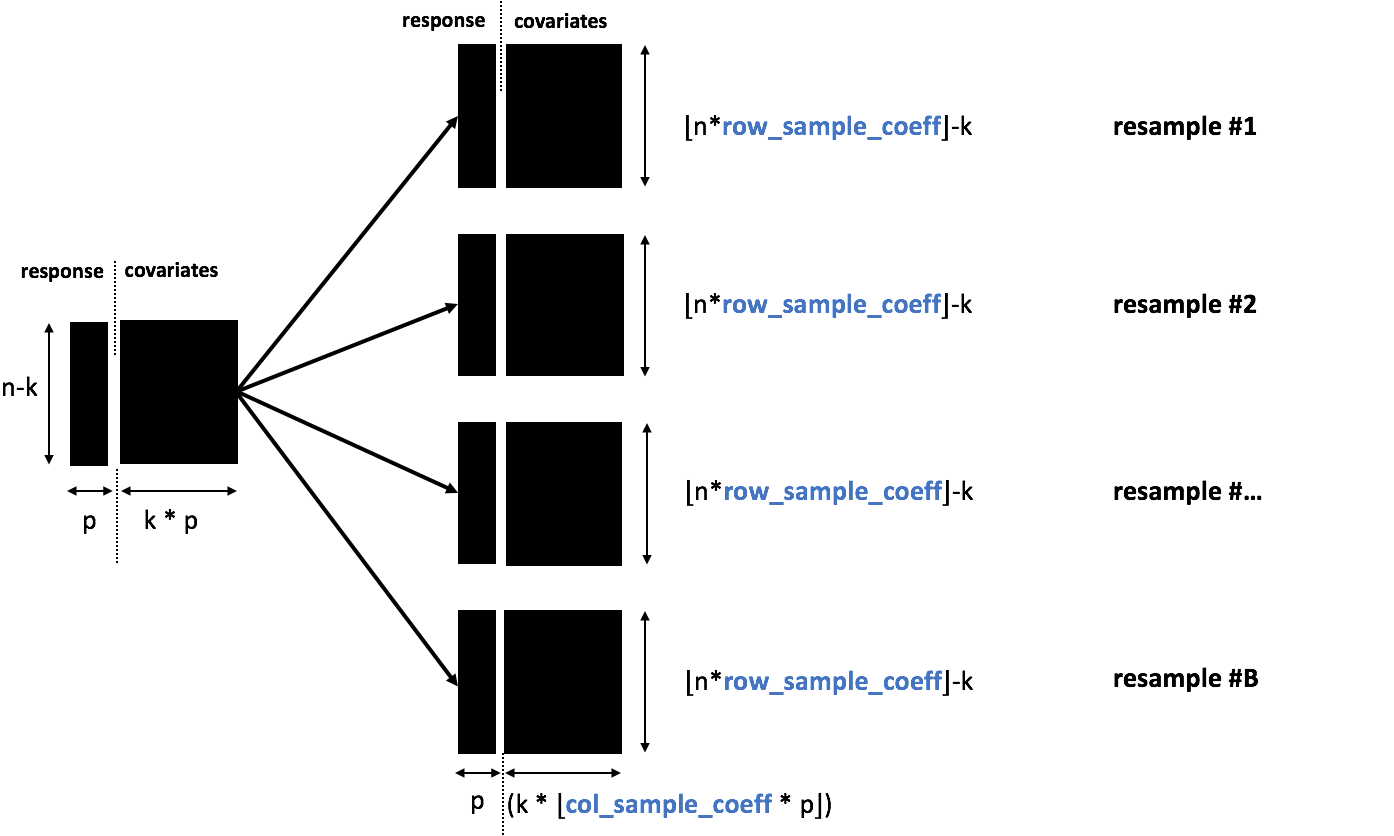 response covariates
⌊n*row_sample_coeff⌋-k resample #1
⌊n*row_sample_coeff⌋-k resample #2
response covariates
n-k
⌊n*row_sample_coeff⌋-k resample #...
p k * p
⌊n*row_sample_coeff⌋-k resample #B
p (k * ⌊col_sample_coeff * p⌋)